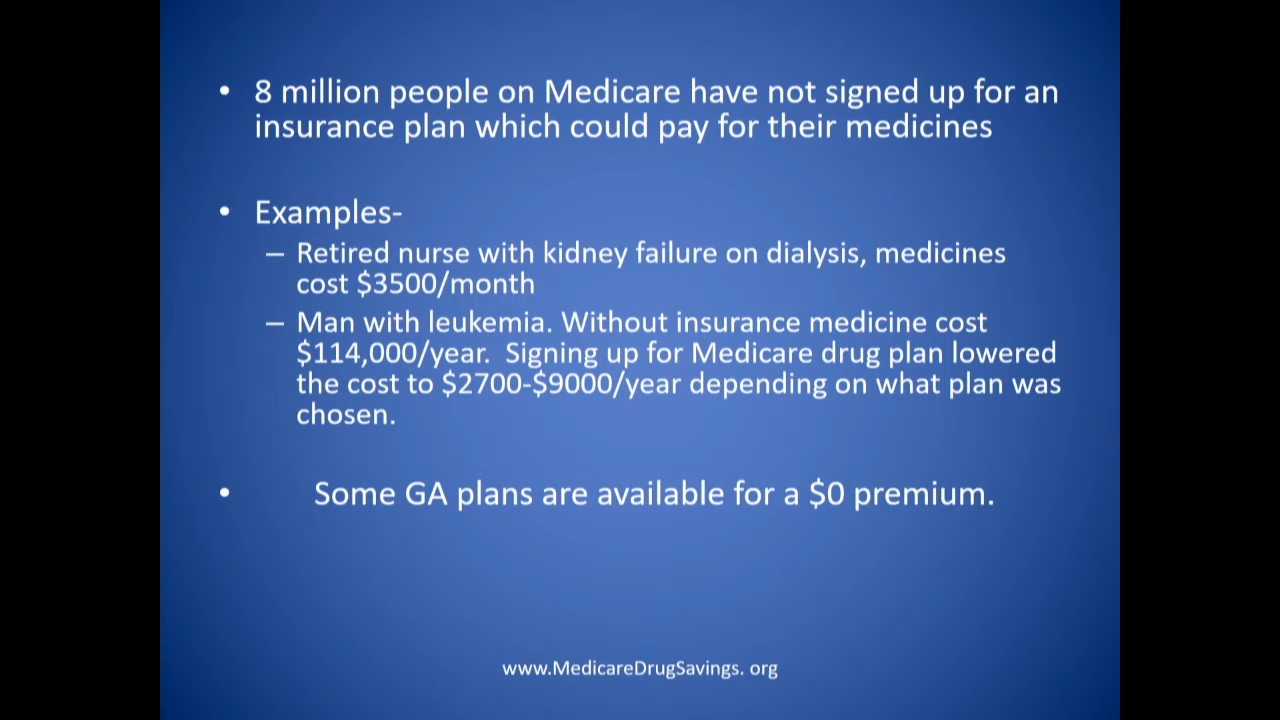 • 8 million people on Medicare have not signed up for an
insurance plan which could pay for their medicines
• Examples-
– Retired nurse with kidney failure on dialysis, medicines
cost $3500/month
– Man with leukemia. Without insurance medicine cost
$114,000/year.  Signing up for Medicare drug plan lowered
the cost to $2700-$9000/year depending on what plan was
chosen.
• Some GA plans are available for a $0 premium.
www.MedicareDrugSavings. org